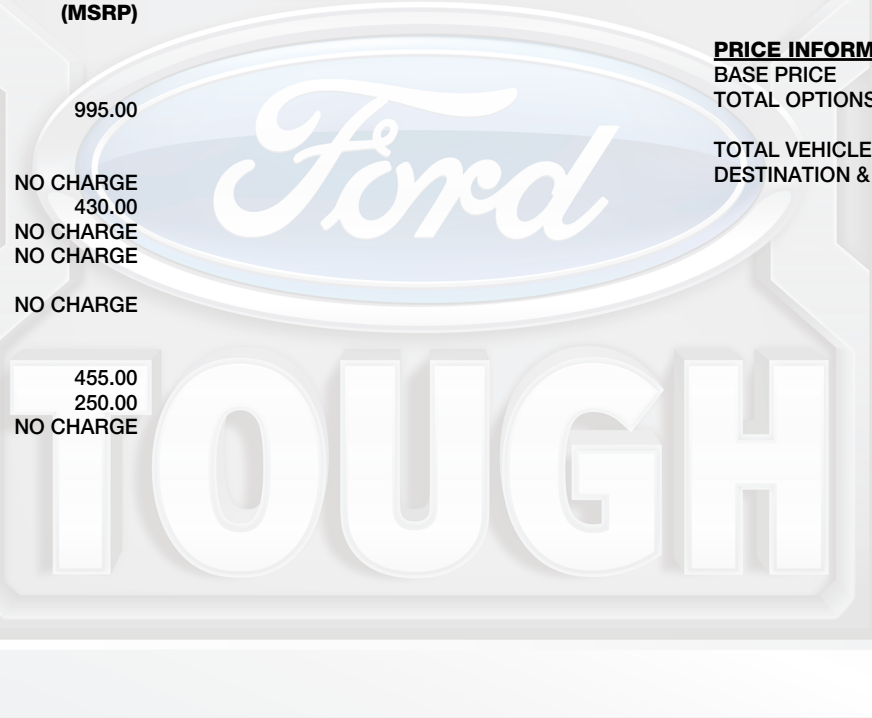 (MSRP)
995.00
NO CHARGE
430.00
NO CHARGE
NO CHARGE
NO CHARGE
455.00
250.00
NO CHARGE
PRICE INFORM
BASE PRICE
TOTAL OPTIONS
TOTAL VEHICLE
DESTINATION &
Ford
TOUGH